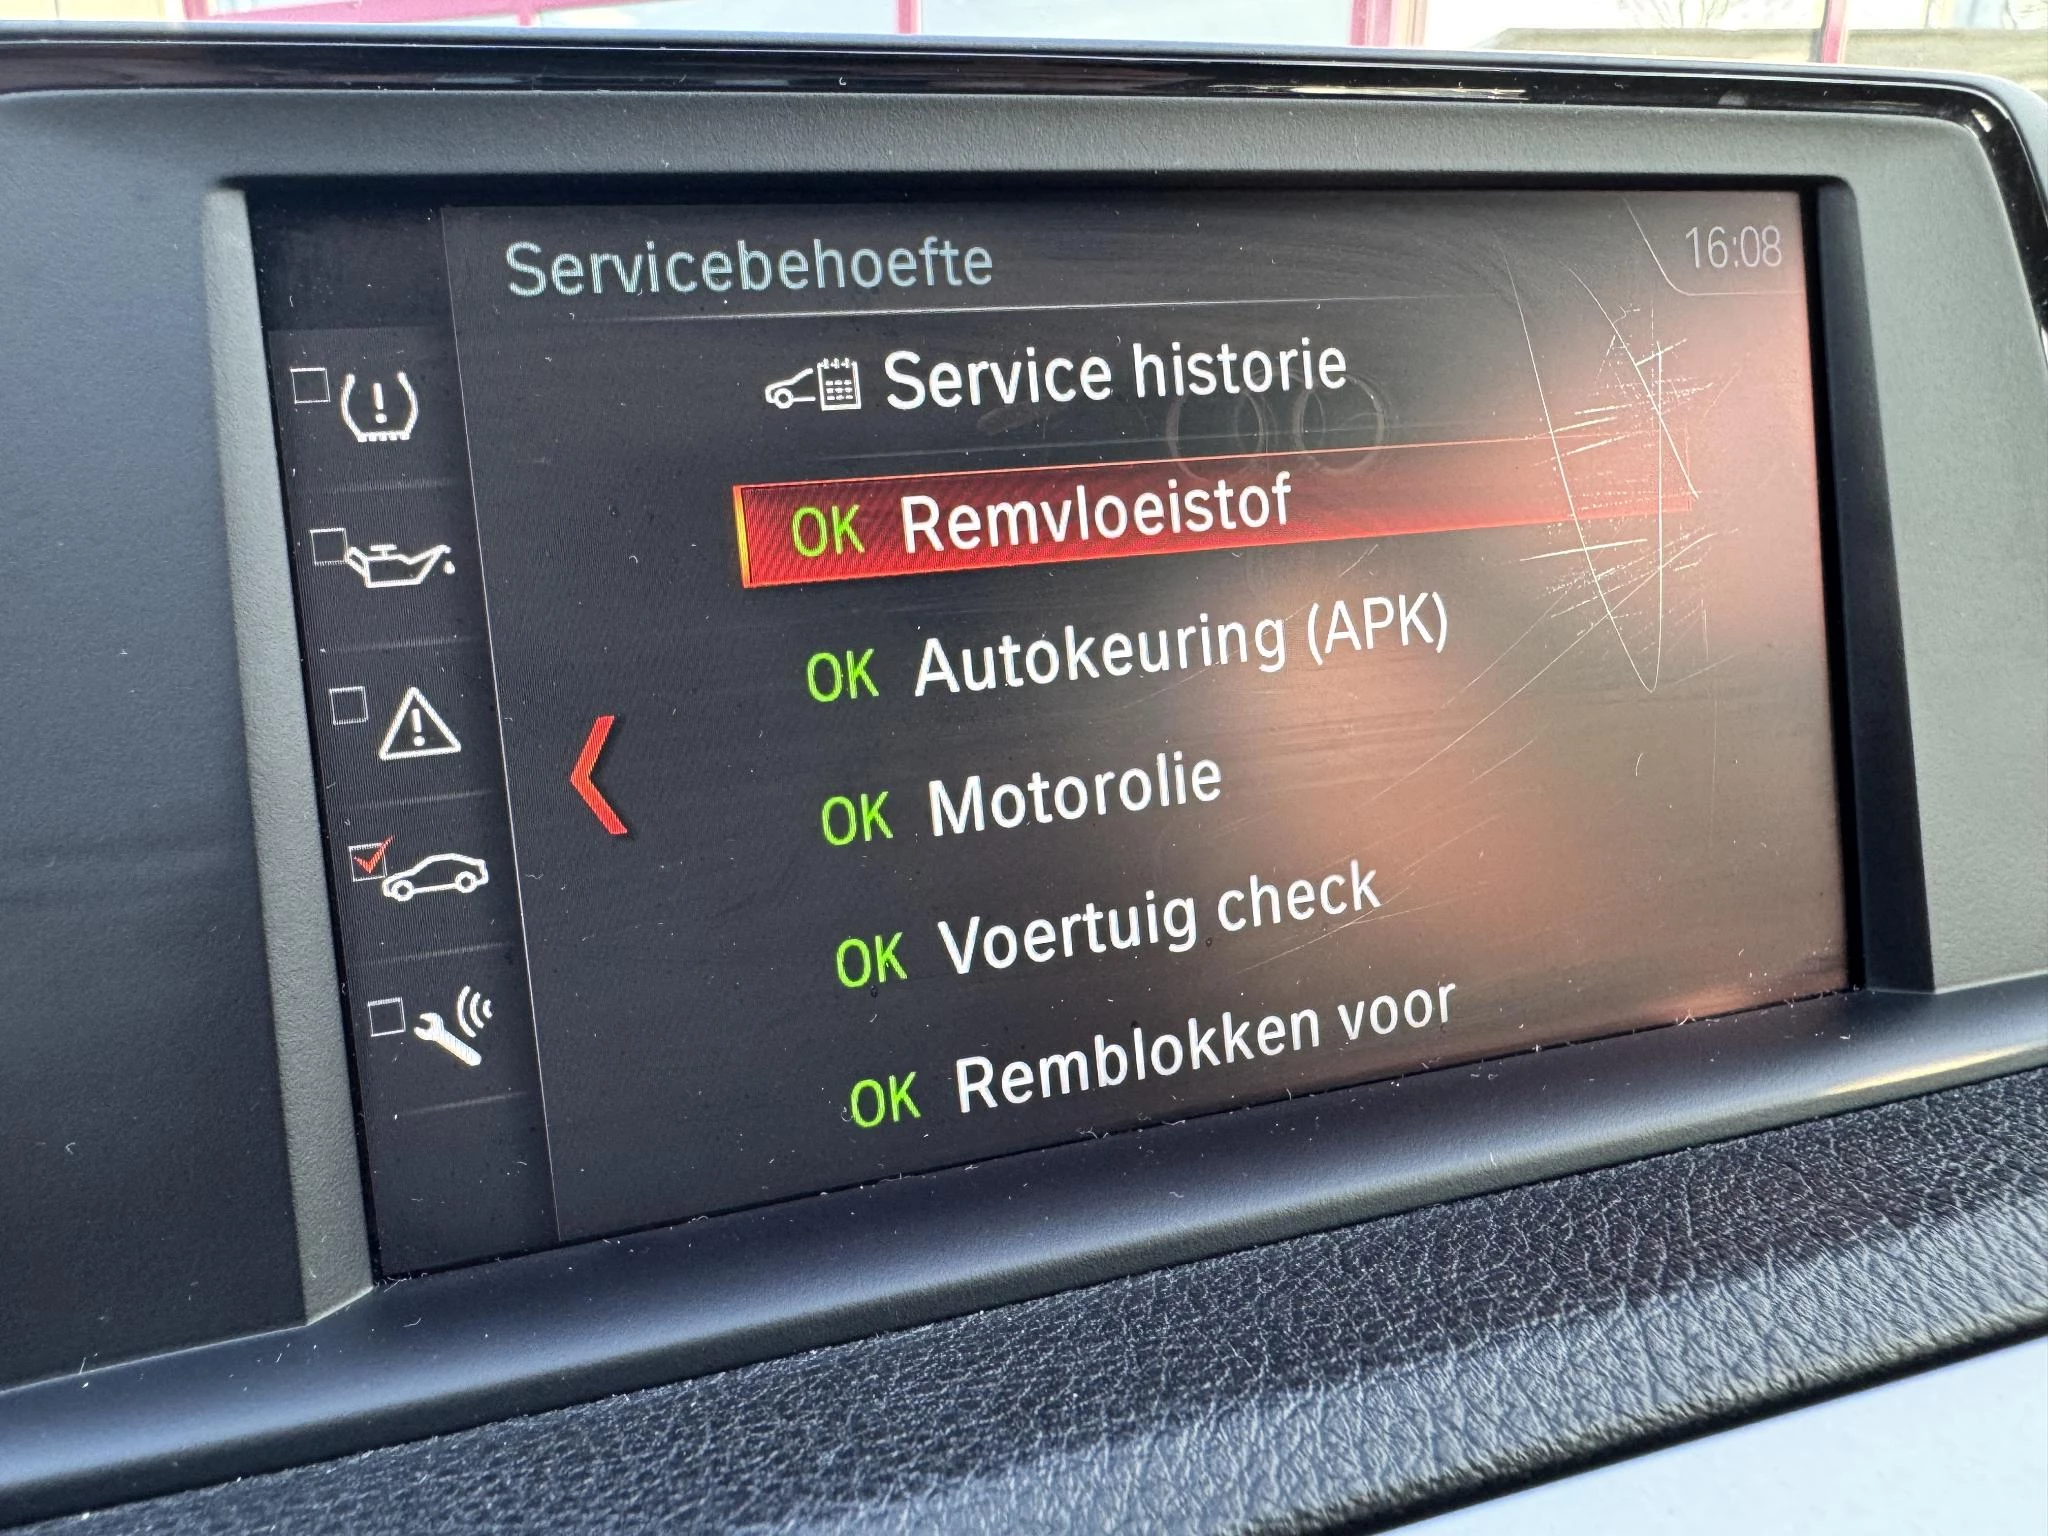 Servicebehoefte
16:08
Service historie
OK Remvloeistof
OK Autokeuring (APK)
OK Motorolie
OK Voertuig check
OK Remblokken voor